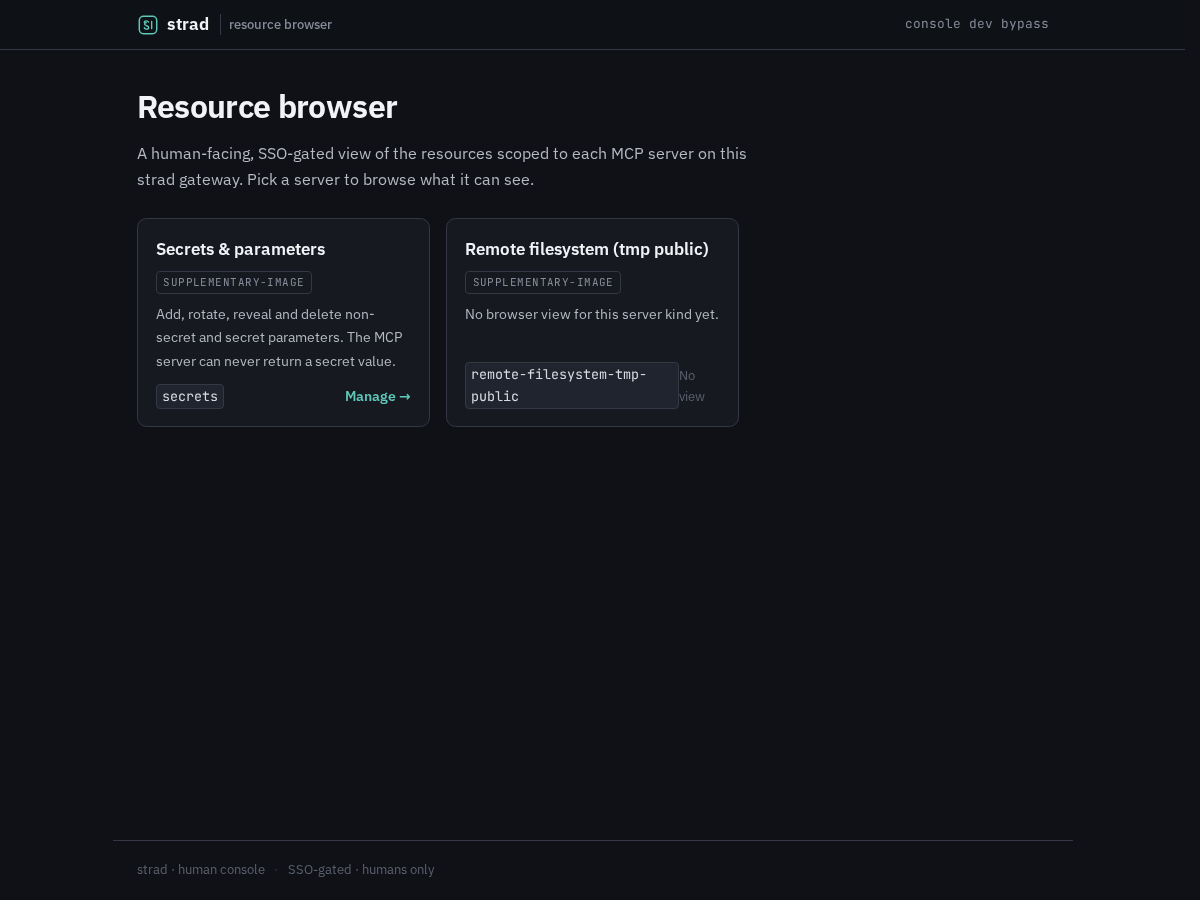 strad resource browser console dev bypass
Resource browser
A human-facing, SSO-gated view of the resources scoped to each MCP server on this
strad gateway. Pick a server to browse what it can see.
Secrets & parameters
SUPPLEMENTARY-IMAGE
Add, rotate, reveal and delete non-
secret and secret parameters. The MCP
server can never return a secret value.
secrets Manage →
Remote filesystem (tmp public)
SUPPLEMENTARY-IMAGE
No browser view for this server kind yet.
remote-filesystem-tmp-
public
No
view
strad · human console · SSO-gated · humans only